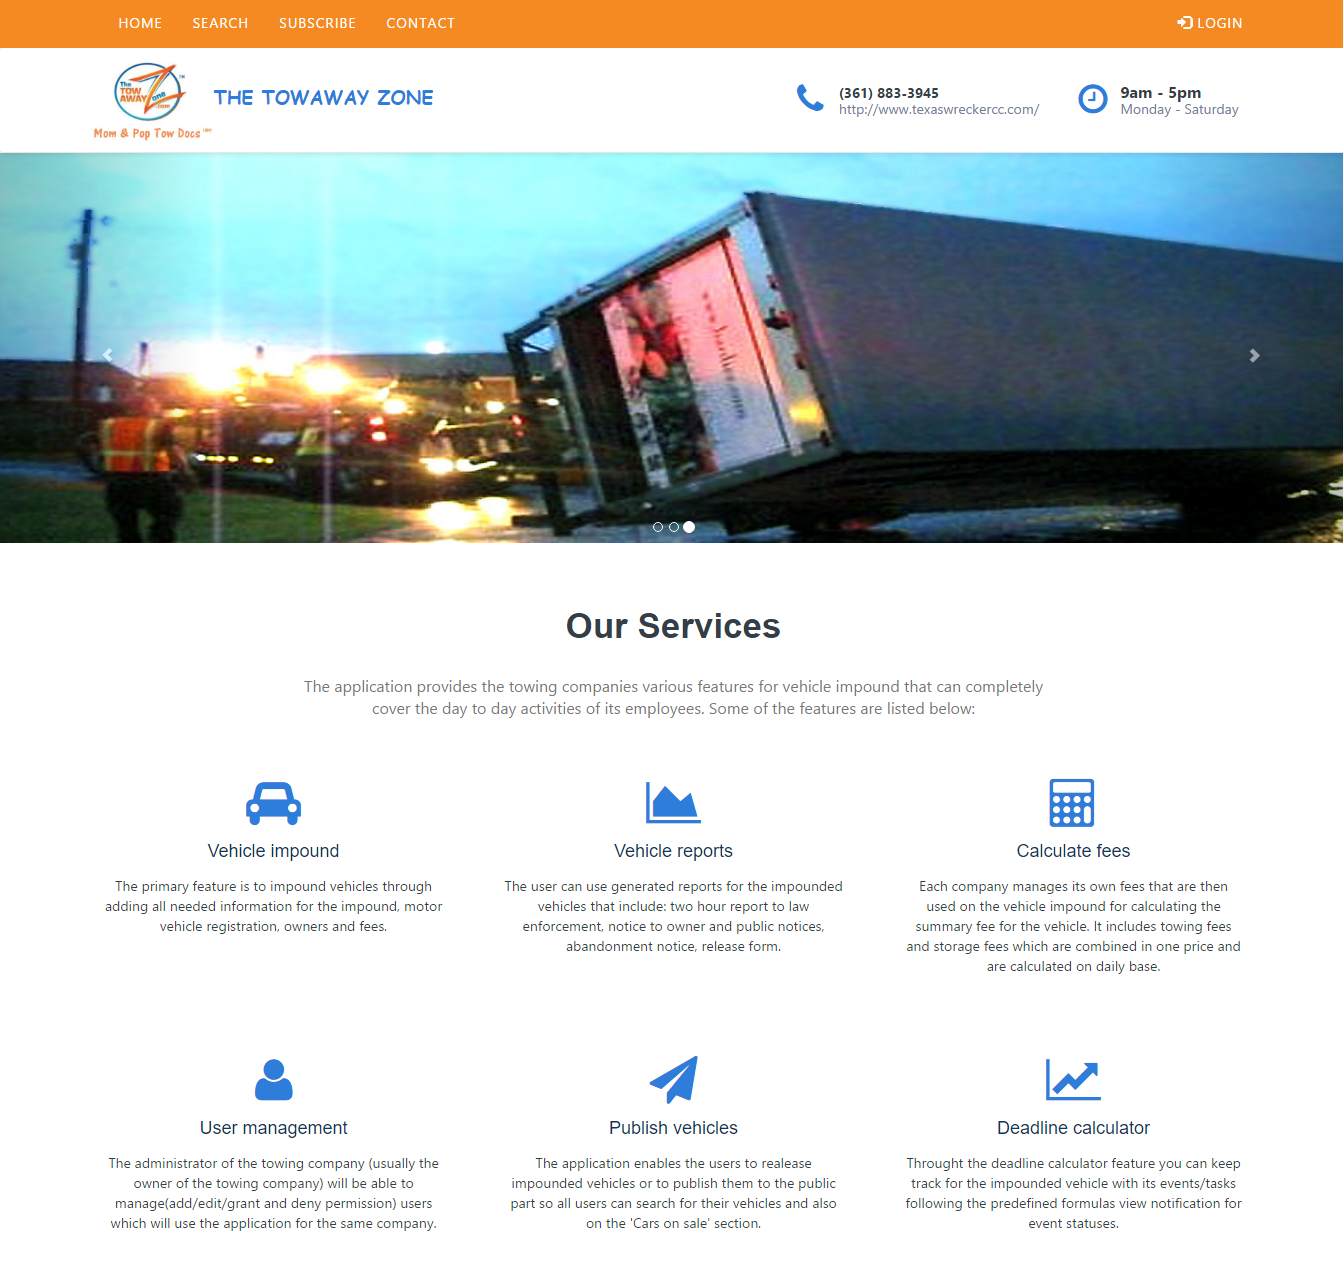 HOME SEARCH SUBSCRIBE CONTACT LOGIN
The
TOW
AWAY
Zone
.com
TM
Mom & Pop Tow Docs
THE TOWAWAY ZONE
(361) 883-3945
http://www.texaswreckercc.com/
9am - 5pm
Monday - Saturday
Our Services
The application provides the towing companies various features for vehicle impound that can completely
cover the day to day activities of its employees. Some of the features are listed below:
Vehicle impound
The primary feature is to impound vehicles through
adding all needed information for the impound, motor
vehicle registration, owners and fees.
Vehicle reports
The user can use generated reports for the impounded
vehicles that include: two hour report to law
enforcement, notice to owner and public notices,
abandonment notice, release form.
Calculate fees
Each company manages its own fees that are then
used on the vehicle impound for calculating the
summary fee for the vehicle. It includes towing fees
and storage fees which are combined in one price and
are calculated on daily base.
User management
The administrator of the towing company (usually the
owner of the towing company) will be able to
manage(add/edit/grant and deny permission) users
which will use the application for the same company.
Publish vehicles
The application enables the users to realease
impounded vehicles or to publish them to the public
part so all users can search for their vehicles and also
on the 'Cars on sale' section.
Deadline calculator
Throught the deadline calculator feature you can keep
track for the impounded vehicle with its events/tasks
following the predefined formulas view notification for
event statuses.